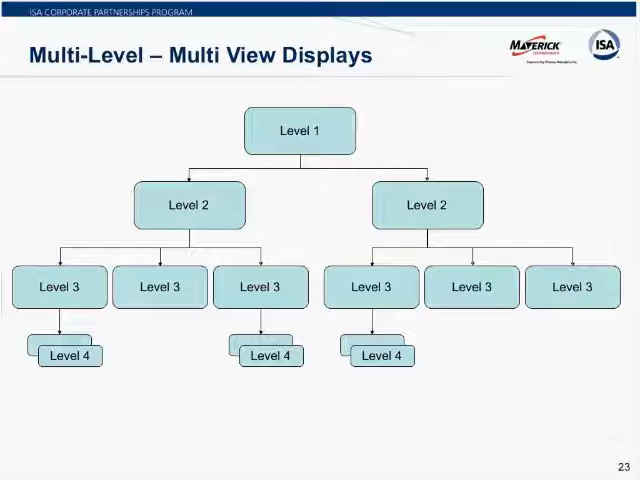 ISA CORPORATE PARTNERSHIPS PROGRAM
Multi-Level – Multi View Displays
MAVERICK
ISA
Level 1
Level 2 Level 2
Level 3 Level 3 Level 3 Level 3 Level 3 Level 3
Level 4 Level 4 Level 4
23